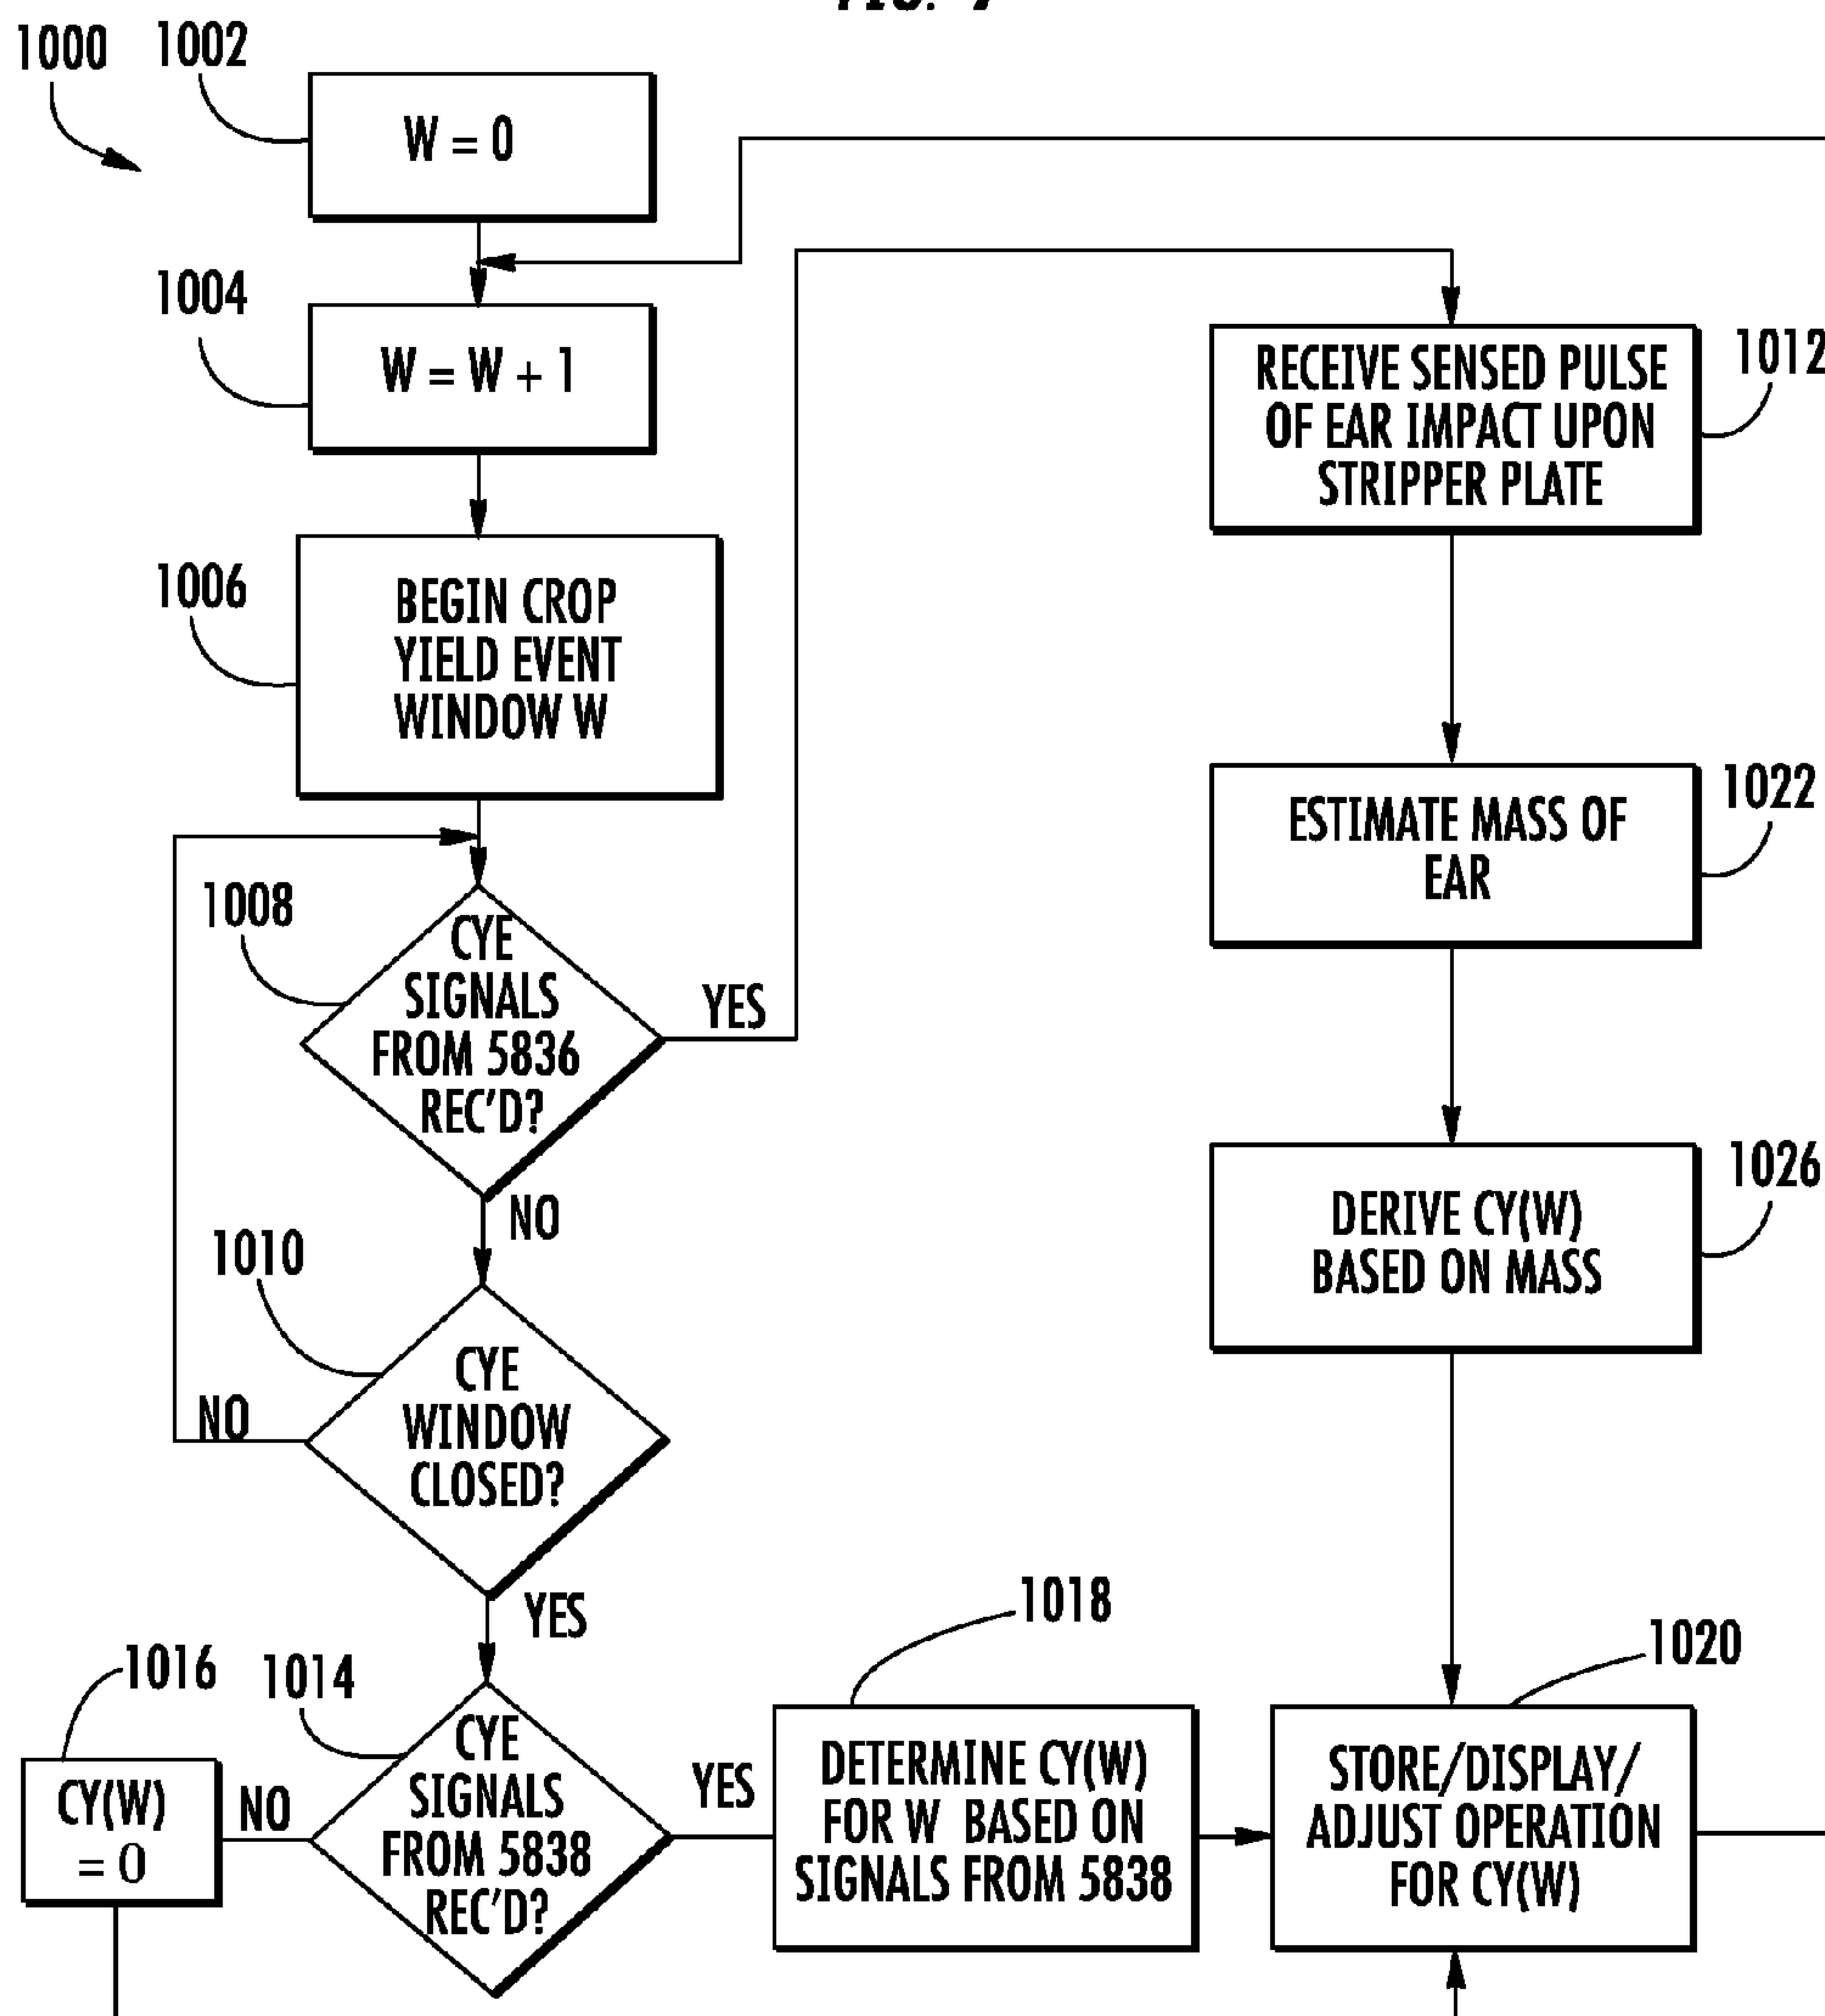 1000
1002
W = 0
1004
W = W + 1
1006
BEGIN CROP
YIELD EVENT
WINDOW W
1008
CYE
SIGNALS
FROM 5836
REC'D?
YES
NO
1010
CYE
WINDOW
CLOSED?
NO
YES
1012
RECEIVE SENSED PULSE
OF EAR IMPACT UPON
STRIPPER PLATE
1022
ESTIMATE MASS OF
EAR
1026
DERIVE CY(W)
BASED ON MASS
1016
CY(W)
= 0
NO
1014
CYE
SIGNALS
FROM 5838
REC'D?
YES
1018
DETERMINE CY(W)
FOR W BASED ON
SIGNALS FROM 5838
1020
STORE/DISPLAY/
ADJUST OPERATION
FOR CY(W)